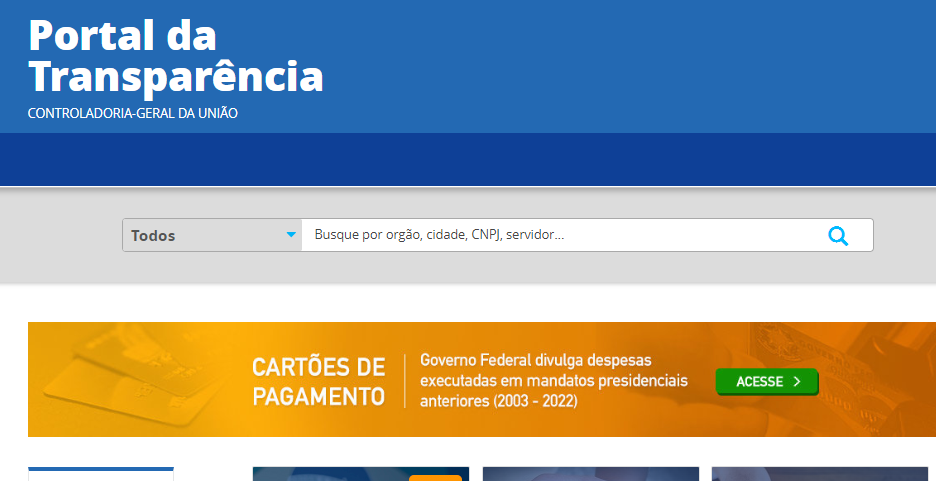 Portal da
Transparência
CONTROLADORIA-GERAL DA UNIÃO
Todos
Busque por orgão, cidade, CNPJ, servidor...
CARTÕES DE
PAGAMENTO
Governo Federal divulga despesas
executadas em mandatos presidenciais
anteriores (2003 - 2022)
ACESSE